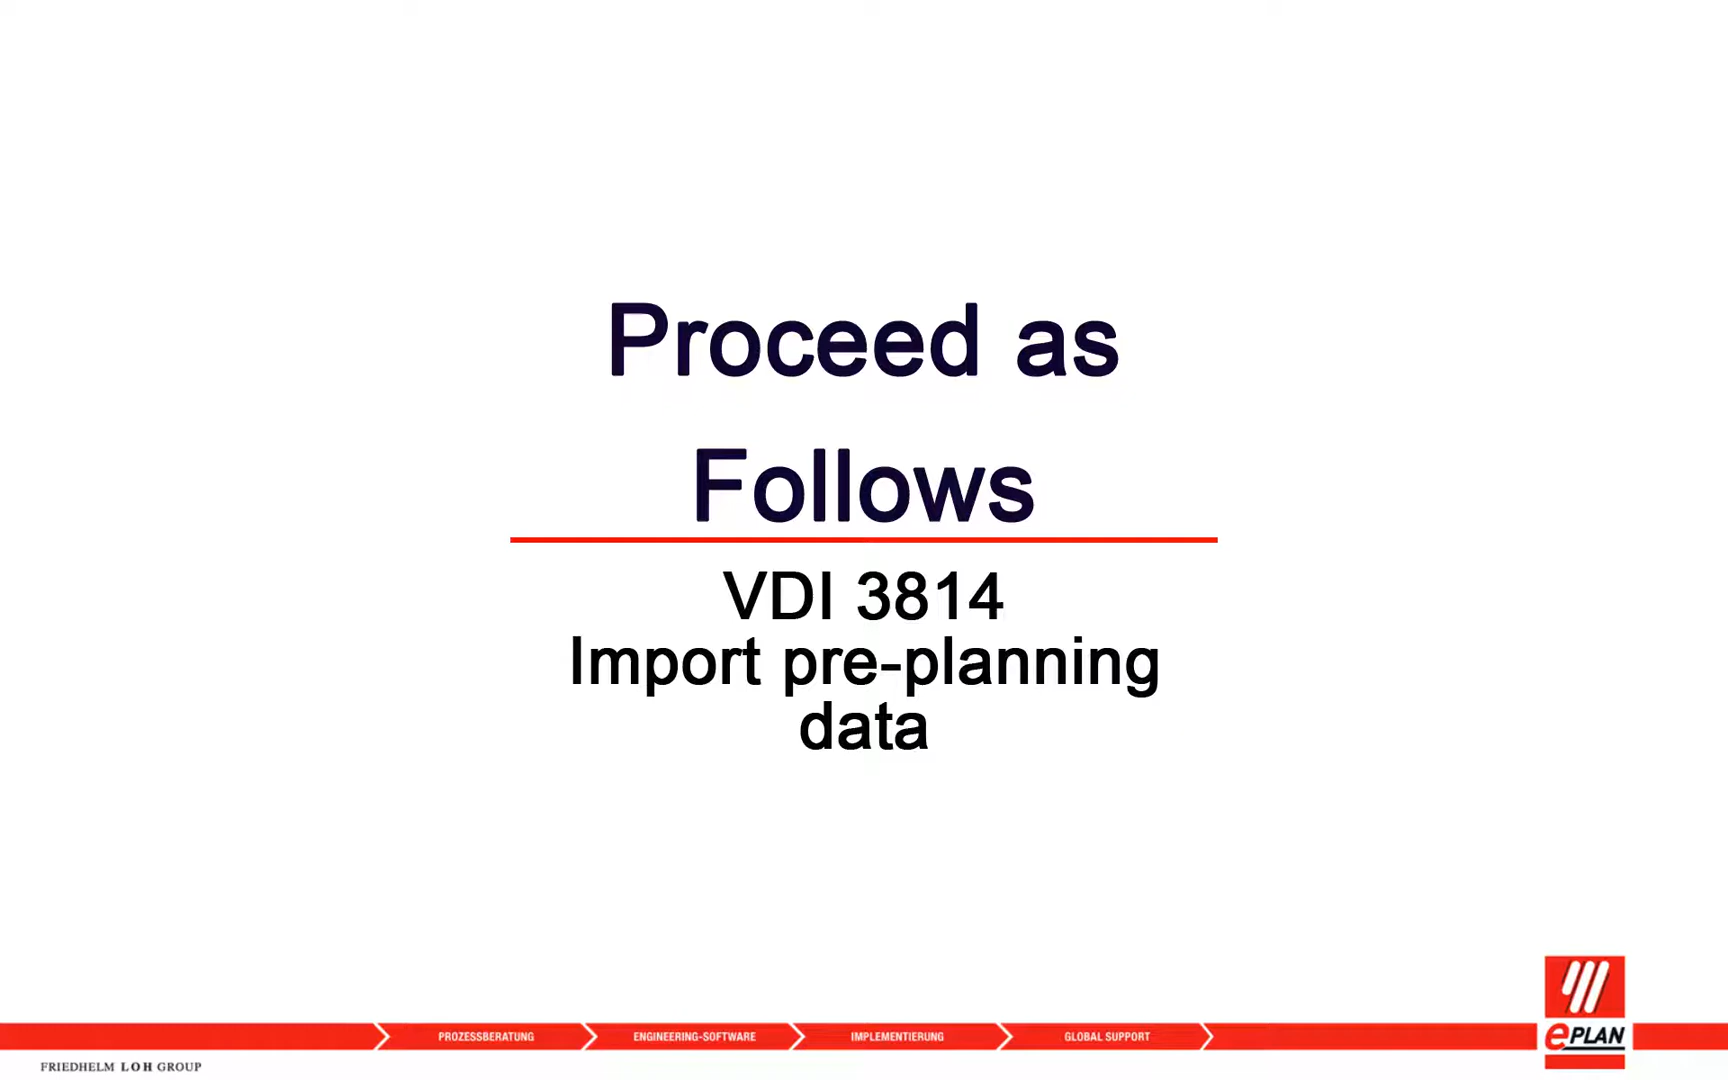 Proceed as
Follows
VDI 3814
Import pre-planning
data
PROZESSBERATUNG
ENGINEERING-SOFTWARE
IMPLEMENTIERUNG
GLOBAL SUPPORT
ePLAN
FRIEDHELM LOH GROUP